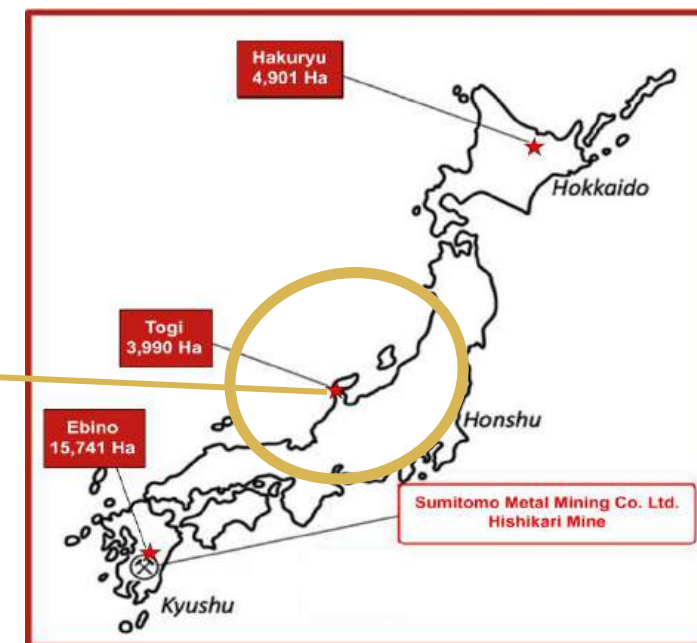 Hakuryu
4,901 Ha
Hokkaido
Togi
3,990 Ha
Ebino
15,741 Ha
Honshu
Sumitomo Metal Mining Co. Ltd.
Hishikari Mine
Kyushu